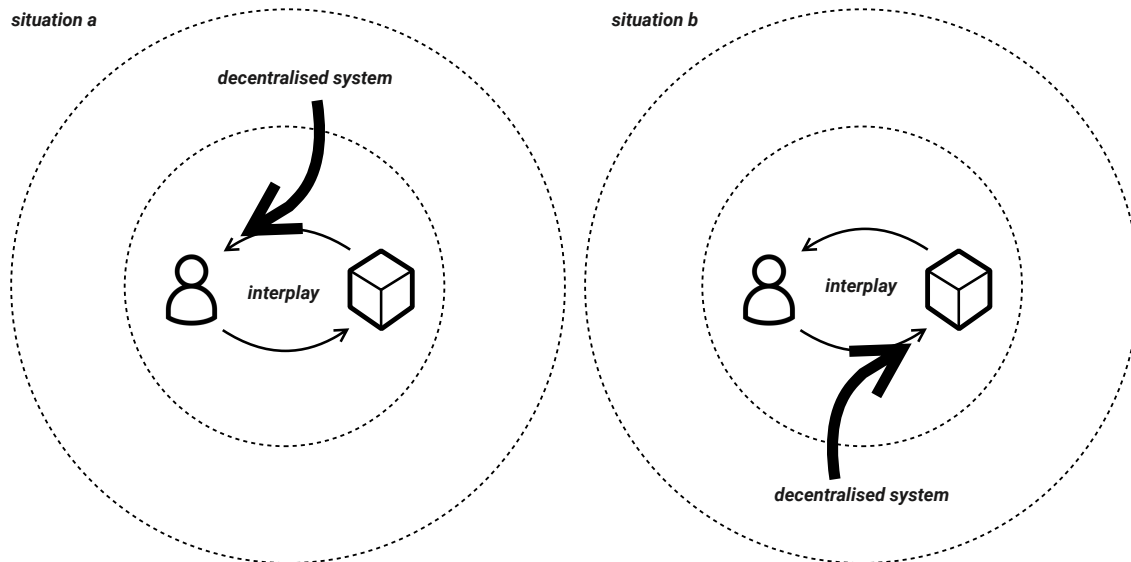 situation a
decentralised system
interplay
situation b
interplay
decentralised system